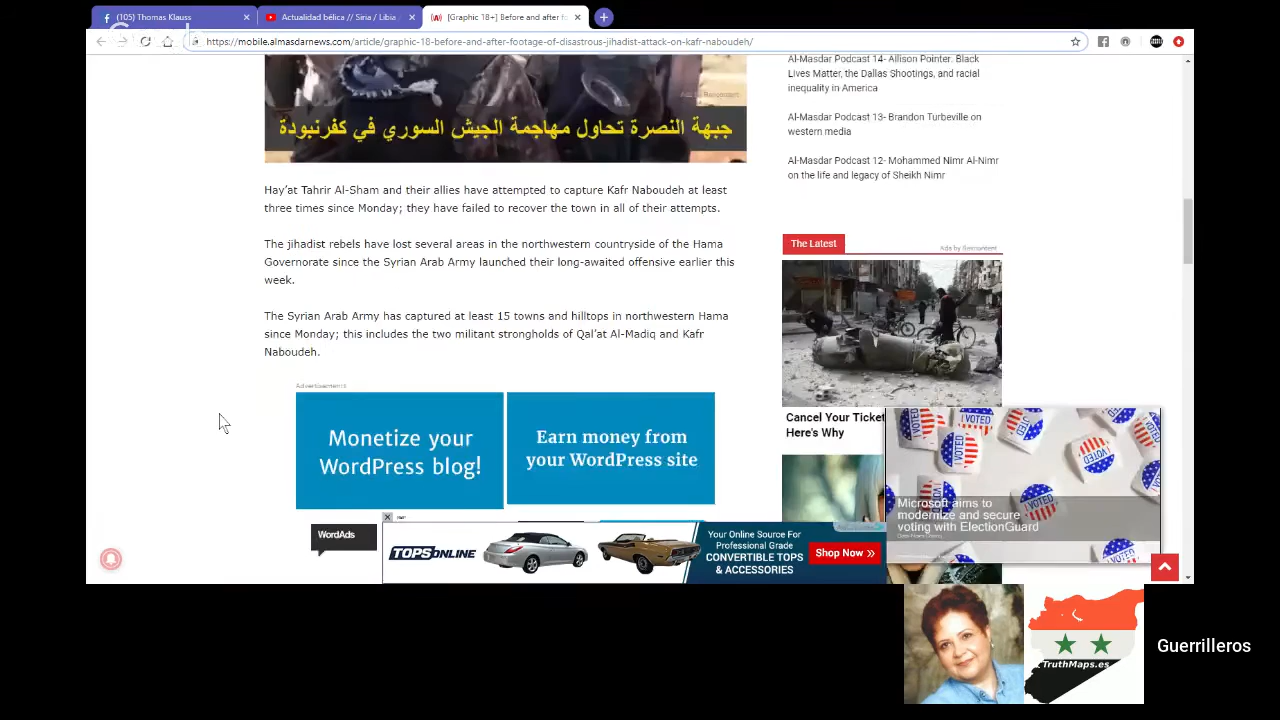 (105) Thomas Klauss
Actualidad bélica // Siria / Libia
[Graphic 18+] Before and after fo
https://mobile.almasdarnews.com/article/graphic-18-before-and-after-footage-of-disastrous-jihadist-attack-on-kafr-naboudeh/
Ads by Revcontent
جبهة النصرة تحاول مهاجمة الجيش السوري في كفرنبودة
Hay’at Tahrir Al-Sham and their allies have attempted to capture Kafr Naboudeh at least
three times since Monday; they have failed to recover the town in all of their attempts.
The jihadist rebels have lost several areas in the northwestern countryside of the Hama
Governorate since the Syrian Arab Army launched their long-awaited offensive earlier this
week.
The Syrian Arab Army has captured at least 15 towns and hilltops in northwestern Hama
since Monday; this includes the two militant strongholds of Qal’at Al-Madiq and Kafr
Naboudeh.
Advertisements
Monetize your
WordPress blog!
Earn money from
your WordPress site
WordAds
TOPSONLINE
Your Online Source For
Professional Grade
CONVERTIBLE TOPS
& ACCESSORIES
Shop Now
Al-Masdar Podcast 14- Allison Pointer: Black
Lives Matter, the Dallas Shootings, and racial
inequality in America
Al-Masdar Podcast 13- Brandon Turbeville on
western media
Al-Masdar Podcast 12- Mohammed Nimr Al-Nimr
on the life and legacy of Sheikh Nimr
The Latest
Ads by Revcontent
Cancel Your Ticket
Here's Why
I VOTED
VOTED
Microsoft aims to
modernize and secure
voting with ElectionGuard
TruthMaps.es
Guerrilleros